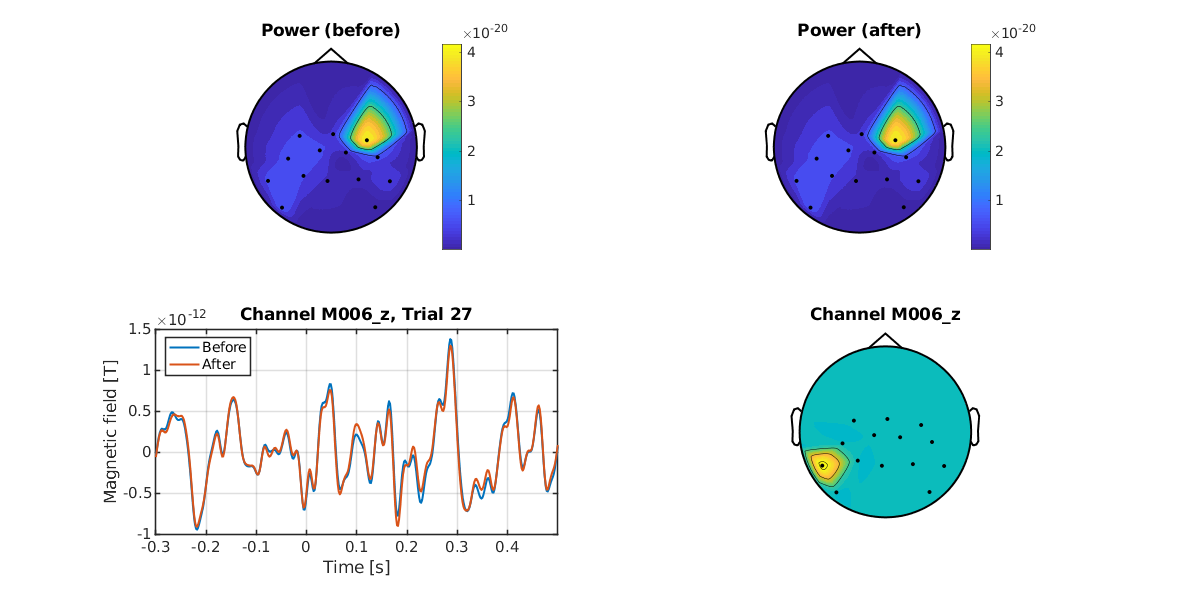 Power (before)
×10⁻²⁰
4
3
2
1
Power (after)
×10⁻²⁰
4
3
2
1
Channel M006_z, Trial 27
×10⁻¹²
1.5
1
0.5
0
-0.5
-1
Magnetic field [T]
Before
After
-0.3 -0.2 -0.1 0 0.1 0.2 0.3 0.4
Time [s]
Channel M006_z